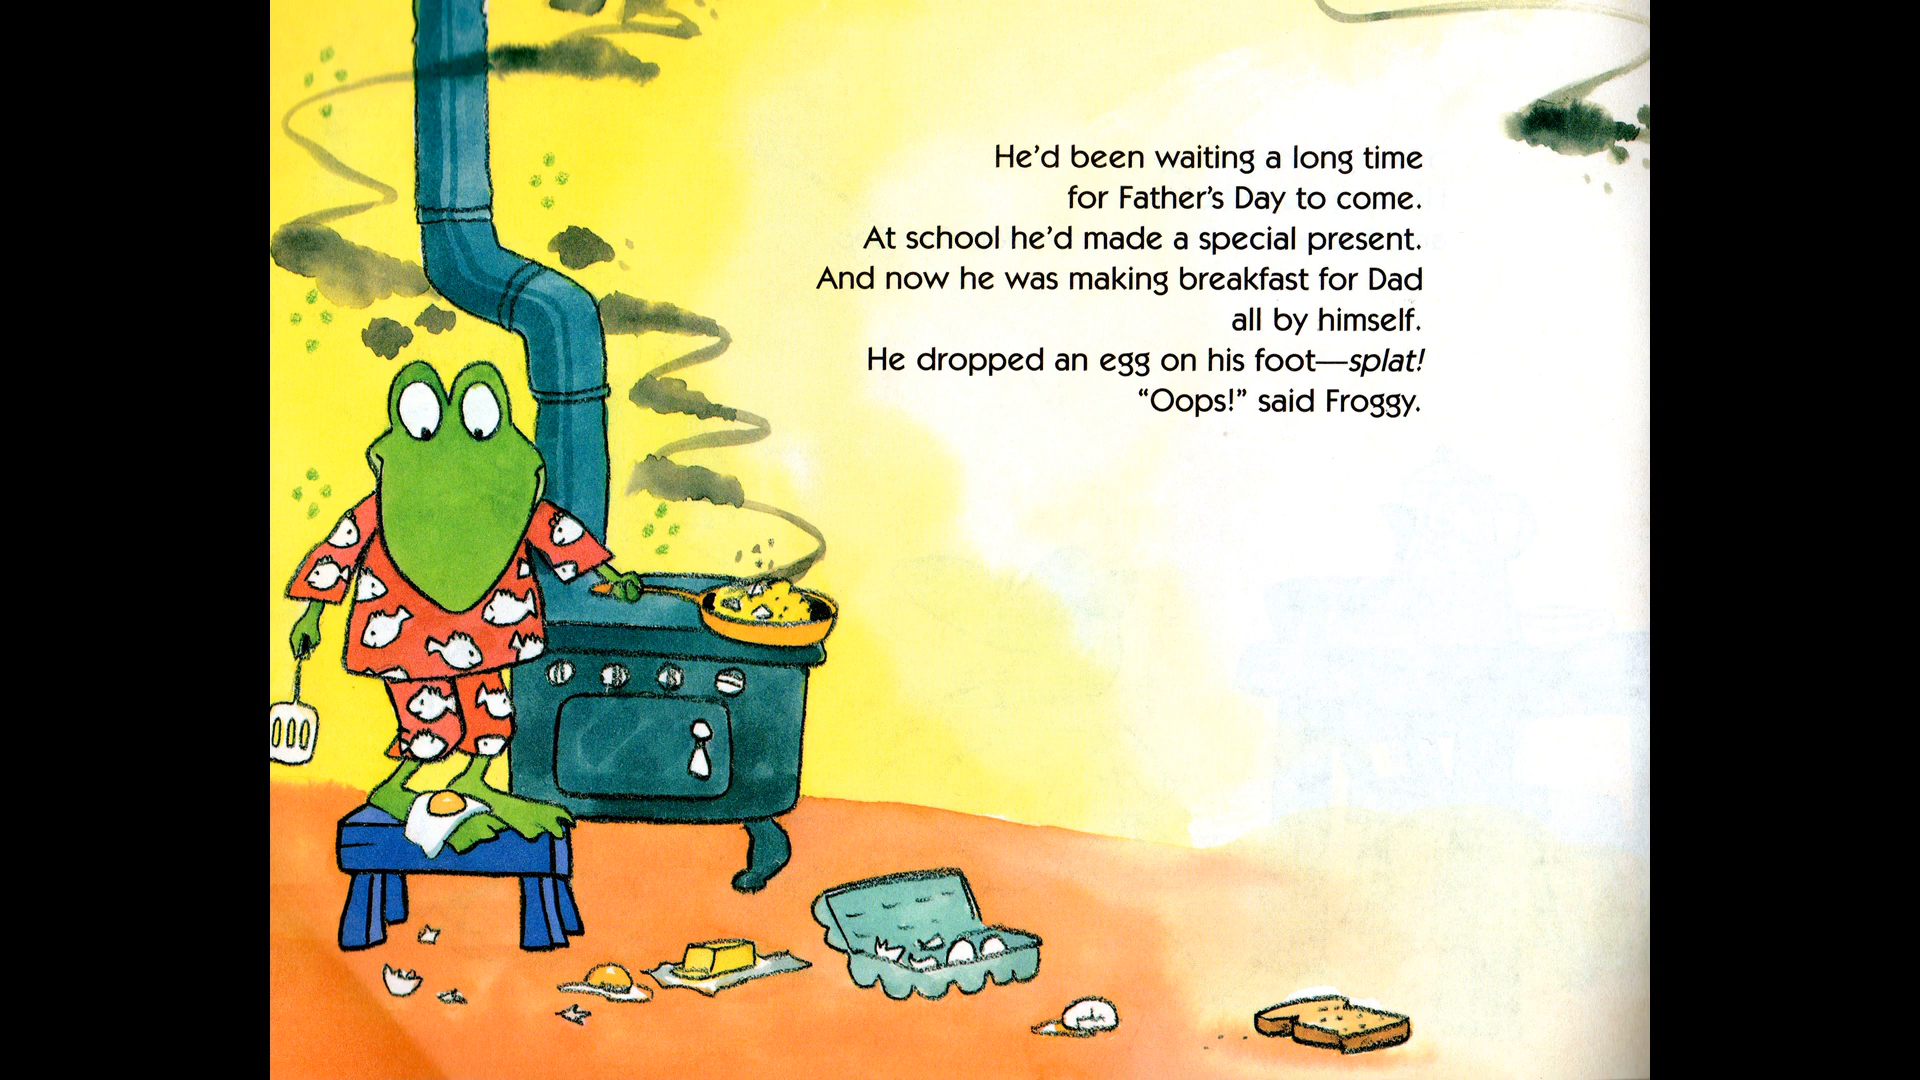 He’d been waiting a long time
for Father’s Day to come.
At school he’d made a special present.
And now he was making breakfast for Dad
all by himself.
He dropped an egg on his foot—splat!
“Oops!” said Froggy.